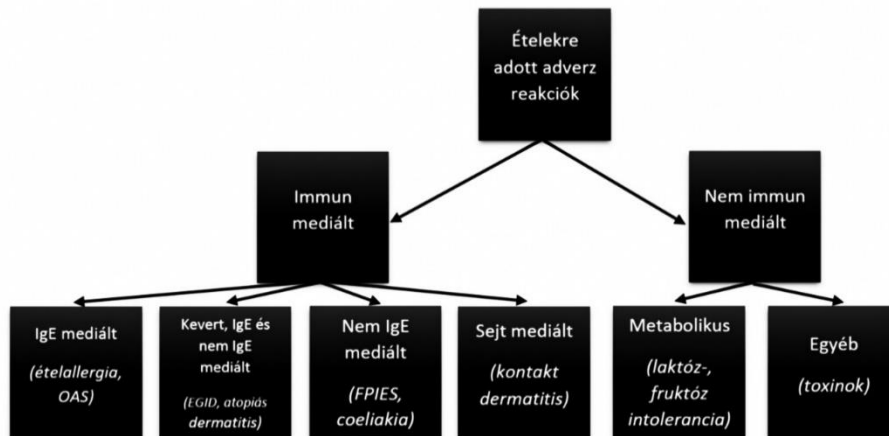 Ételekre
adott adverz
reakciók
Immun
mediált
Nem immun
mediált
IgE mediált
(ételallergia,
OAS)
Kevert, IgE és
nem IgE
mediált
(EGID, atopiás
dermatitis)
Nem IgE
mediált
(FPIES,
coeliakia)
Sejt mediált
(kontakt
dermatitis)
Metabolikus
(laktóz-,
fruktóz
intolerancia)
Egyéb
(toxinok)